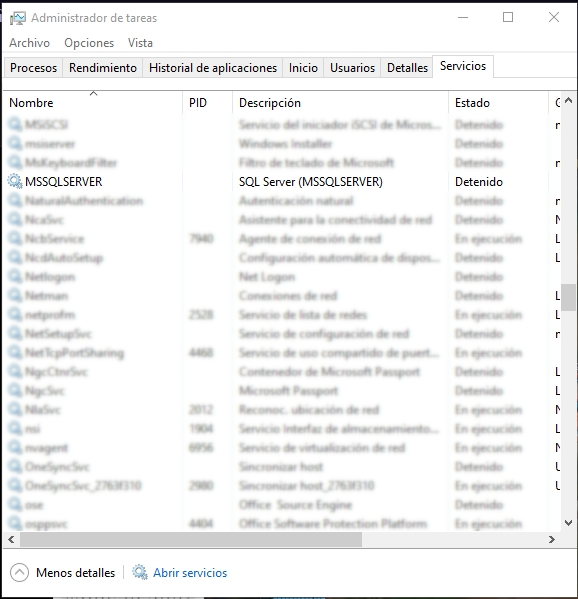 Administrador de tareas
Archivo Opciones Vista
Procesos Rendimiento Historial de aplicaciones Inicio Usuarios Detalles Servicios
Nombre PID Descripción Estado
MSiSCSI Servicio del iniciador iSCSI de Micros... Detenido
msiserver Windows Installer Detenido
MsKeyboardFilter Filtro de teclado de Microsoft Detenido
MSSQLSERVER SQL Server (MSSQLSERVER) Detenido
NaturalAuthentication Autenticación natural Detenido
NcaSvc Asistente para la conectividad de red Detenido
NcbService 7940 Agente de conexión de red En ejecución
NcdAutoSetup Configuración automática de dispos... Detenido
Netlogon Net Logon Detenido
Netman Conexiones de red Detenido
netprofm 2528 Servicio de lista de redes En ejecución
NetSetupSvc Servicio de configuración de red Detenido
NetTcpPortSharing 4468 Servicio de uso compartido de puert... En ejecución
NgcCtnrSvc Contenedor de Microsoft Passport Detenido
NgcSvc Microsoft Passport Detenido
NlaSvc 2012 Reconoc. ubicación de red En ejecución
nsi 1904 Servicio Interfaz de almacenamiento... En ejecución
nvagent 6956 Servicio de virtualización de red En ejecución
OneSyncSvc Sincronizar host Detenido
OneSyncSvc_2763f310 2980 Sincronizar host_2763f310 En ejecución
ose Office Source Engine Detenido
osppsvc 4404 Office Software Protection Platform En ejecución
Menos detalles Abrir servicios